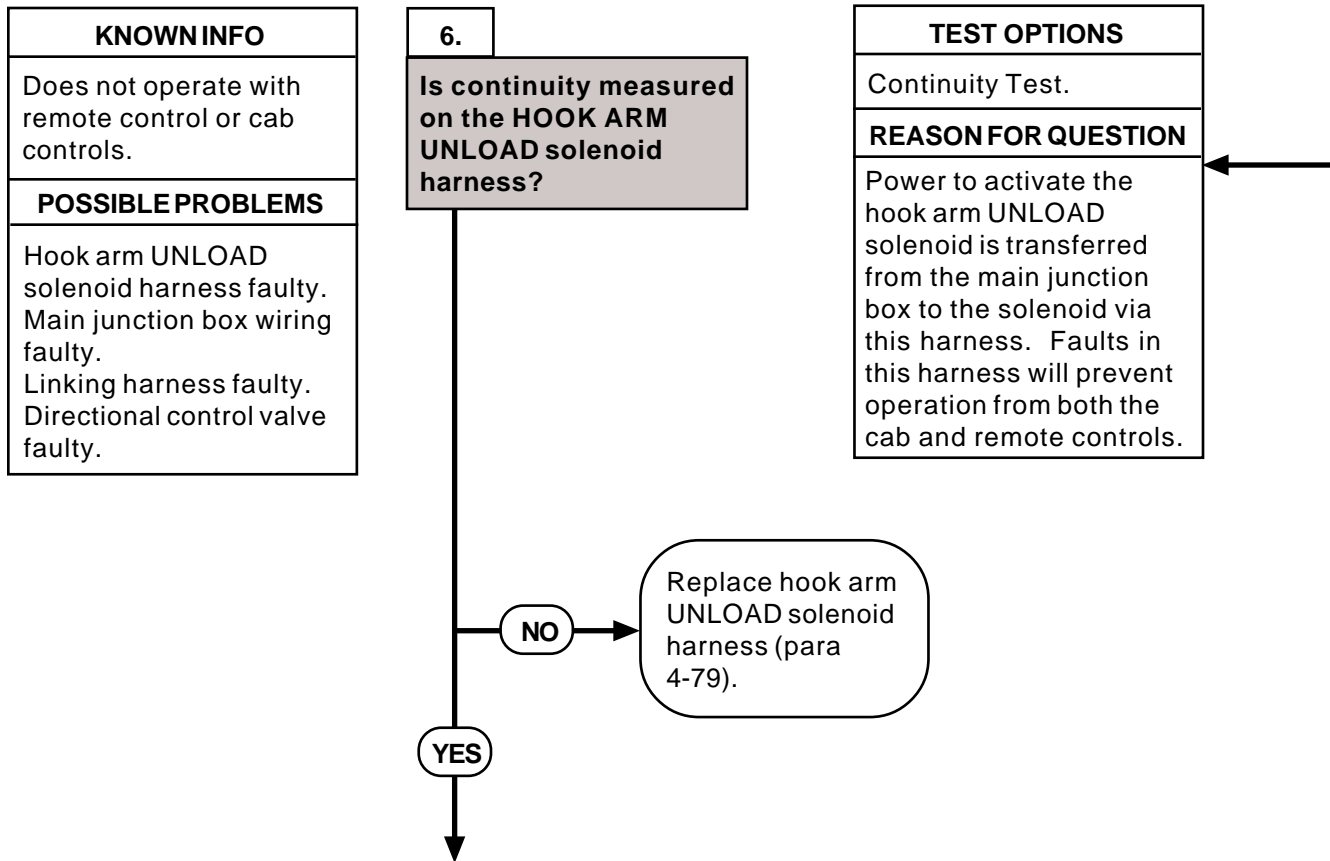 KNOWN INFO
Does not operate with
remote control or cab
controls.
POSSIBLE PROBLEMS
Hook arm UNLOAD
solenoid harness faulty.
Main junction box wiring
faulty.
Linking harness faulty.
Directional control valve
faulty.
6.
Is continuity measured
on the HOOK ARM
UNLOAD solenoid
harness?
TEST OPTIONS
Continuity Test.
REASON FOR QUESTION
Power to activate the
hook arm UNLOAD
solenoid is transferred
from the main junction
box to the solenoid via
this harness. Faults in
this harness will prevent
operation from both the
cab and remote controls.
NO
Replace hook arm
UNLOAD solenoid
harness (para
4-79).
YES